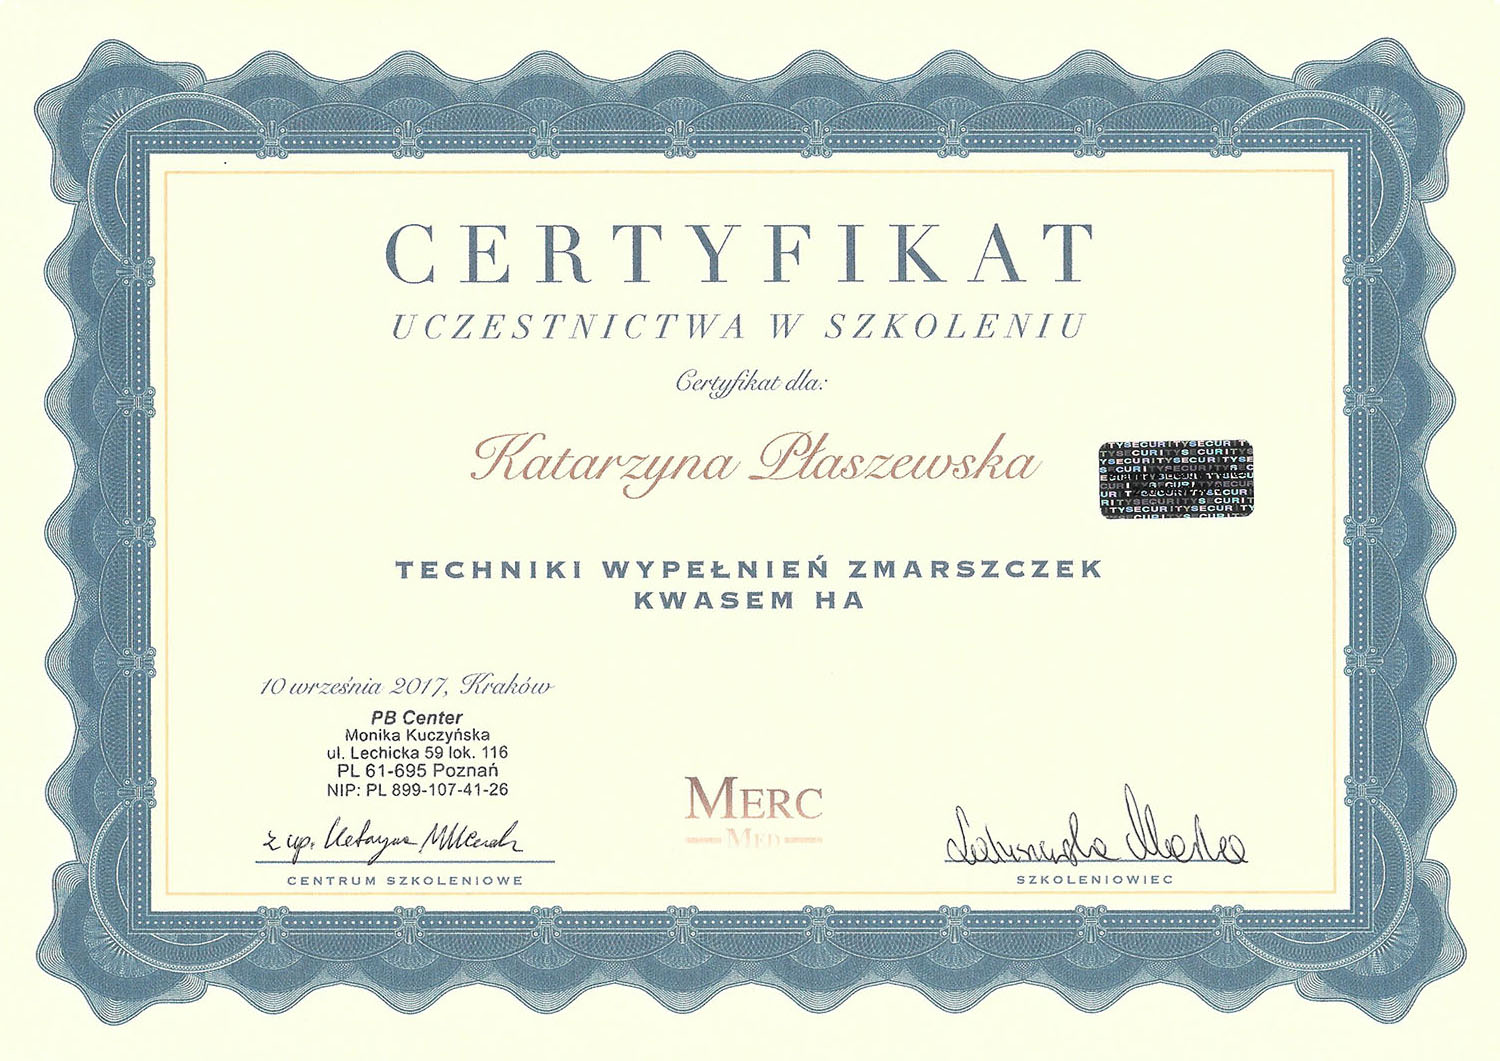 CERTYFIKAT
UCZESTNICTWA W SZKOLENIU
Certyfikat dla:
Katarzyna Płaszewska
TECHNIKI WYPEŁNIEŃ ZMARSZCZEK
KWASEM HA
10 września 2017, Kraków
PB Center
Monika Kuczyńska
ul. Lechicka 59 lok. 116
PL 61-695 Poznań
NIP: PL 899-107-41-26
z up.
CENTRUM SZKOLENIOWE
MERC
MED
SZKOLENIOWIEC
SECURITY